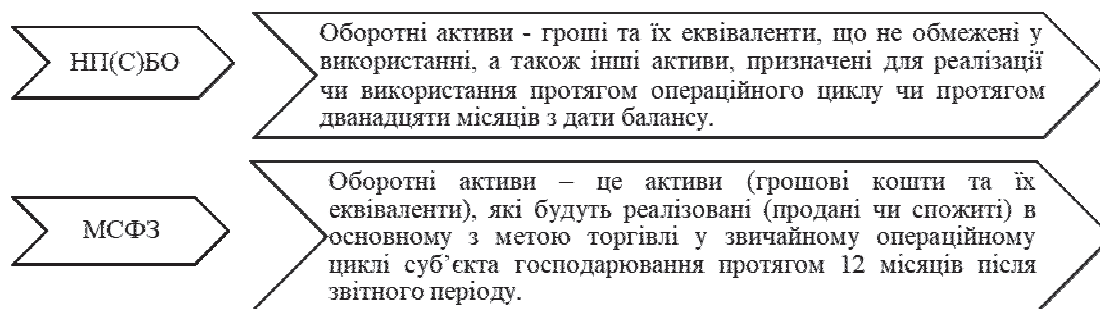 НП(С)БО
Оборотні активи - гроші та їх еквіваленти, що не обмежені у
використанні, а також інші активи, призначені для реалізації
чи використання протягом операційного циклу чи протягом
дванадцяти місяців з дати балансу.
МСФЗ
Оборотні активи – це активи (грошові кошти та їх
еквіваленти), які будуть реалізовані (продані чи спожиті) в
основному з метою торгівлі у звичайному операційному
циклі суб’єкта господарювання протягом 12 місяців після
звітного періоду.